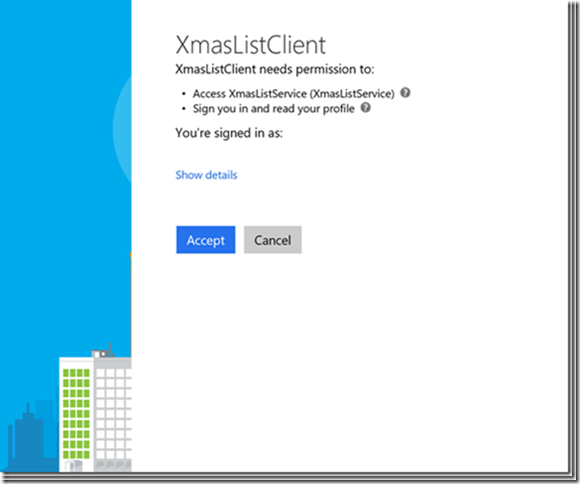 XmasListClient
XmasListClient needs permission to:
• Access XmasListService (XmasListService) ?
• Sign you in and read your profile ?
You're signed in as:
Show details
Accept Cancel